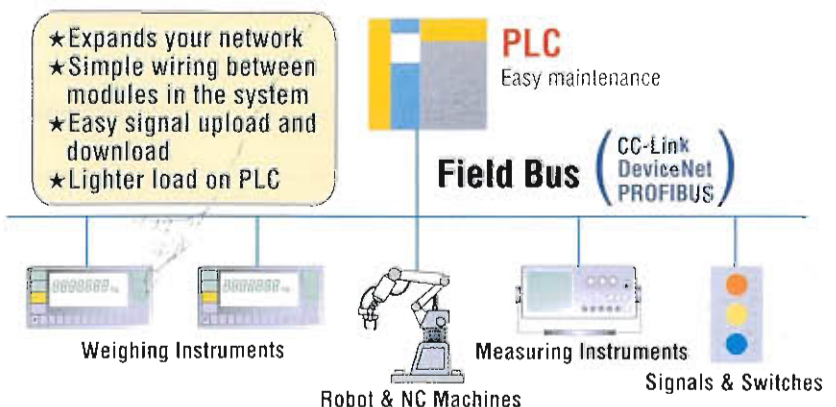 ★Expands your network
★Simple wiring between
modules in the system
★Easy signal upload and
download
★Lighter load on PLC
PLC
Easy maintenance
Field Bus
CC-Link
DeviceNet
PROFIBUS
Weighing Instruments
Robot & NC Machines
Measuring Instruments
Signals & Switches